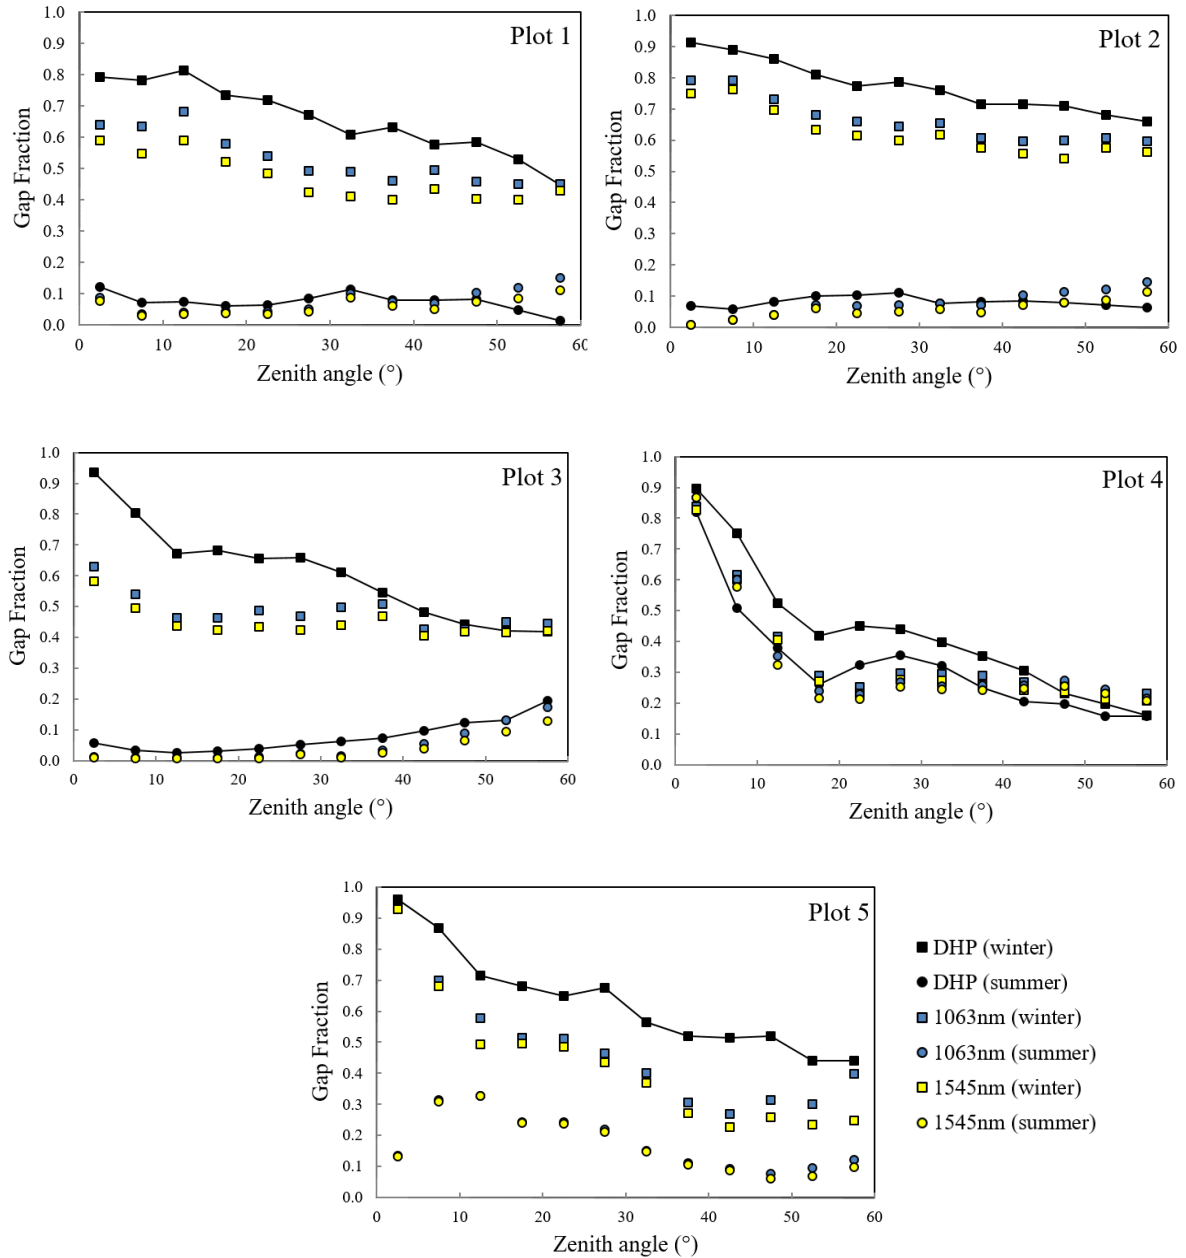 Plot 1
Gap Fraction
1.0
0.9
0.8
0.7
0.6
0.5
0.4
0.3
0.2
0.1
0.0
0 10 20 30 40 50 60
Zenith angle (°)
Plot 2
Gap Fraction
1.0
0.9
0.8
0.7
0.6
0.5
0.4
0.3
0.2
0.1
0.0
0 10 20 30 40 50 60
Zenith angle (°)
Plot 3
Gap Fraction
1.0
0.9
0.8
0.7
0.6
0.5
0.4
0.3
0.2
0.1
0.0
0 10 20 30 40 50 60
Zenith angle (°)
Plot 4
Gap Fraction
1.0
0.9
0.8
0.7
0.6
0.5
0.4
0.3
0.2
0.1
0.0
0 10 20 30 40 50 60
Zenith angle (°)
Plot 5
Gap Fraction
1.0
0.9
0.8
0.7
0.6
0.5
0.4
0.3
0.2
0.1
0.0
0 10 20 30 40 50 60
Zenith angle (°)
DHP (winter)
DHP (summer)
1063nm (winter)
1063nm (summer)
1545nm (winter)
1545nm (summer)